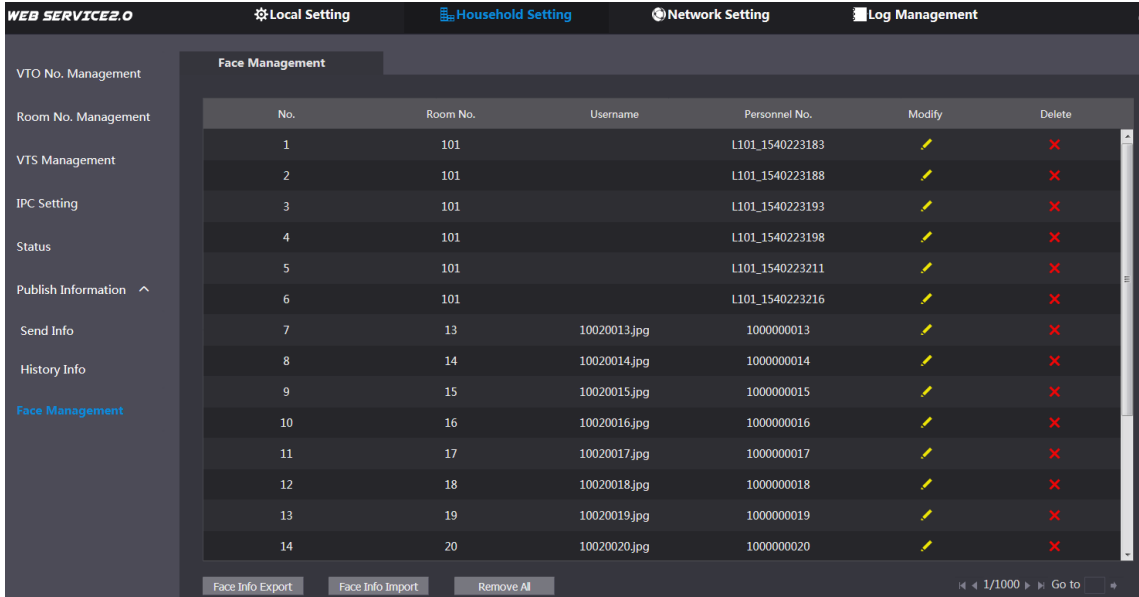 WEB SERVICE2.0 Local Setting Household Setting Network Setting Log Management
VTO No. Management
Room No. Management
VTS Management
IPC Setting
Status
Publish Information
Send Info
History Info
Face Management
Face Management
No. Room No. Username Personnel No. Modify Delete
1 101 L101_1540223183
2 101 L101_1540223188
3 101 L101_1540223193
4 101 L101_1540223198
5 101 L101_1540223211
6 101 L101_1540223216
7 13 10020013.jpg 1000000013
8 14 10020014.jpg 1000000014
9 15 10020015.jpg 1000000015
10 16 10020016.jpg 1000000016
11 17 10020017.jpg 1000000017
12 18 10020018.jpg 1000000018
13 19 10020019.jpg 1000000019
14 20 10020020.jpg 1000000020
Face Info Export Face Info Import Remove All 1/1000 Go to